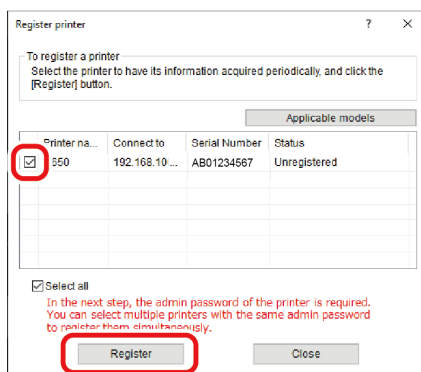 Register printer ? ×
To register a printer
Select the printer to have its information acquired periodically, and click the
[Register] button.
Applicable models
Printer na... Connect to Serial Number Status
650 192.168.10... AB01234567 Unregistered
Select all
In the next step, the admin password of the printer is required.
You can select multiple printers with the same admin password
to register them simultaneously.
Register Close